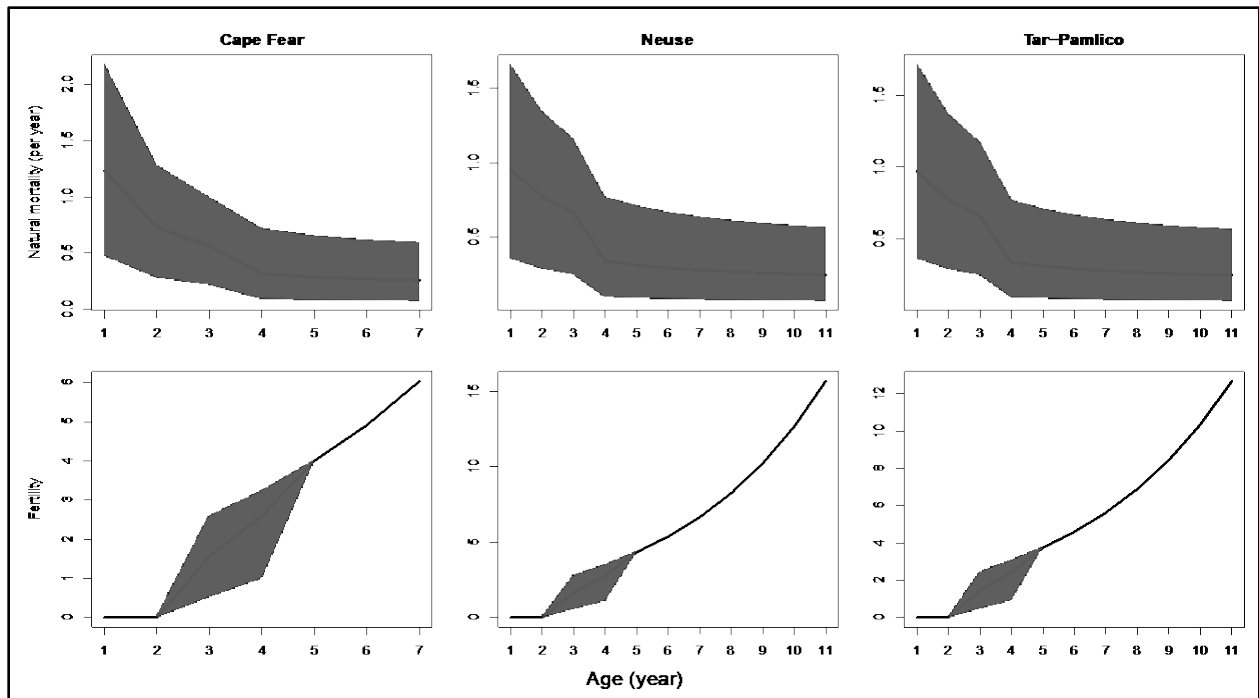 Cape Fear
Neuse
Tar–Pamlico
Natural mortality (per year)
0.0 0.5 1.0 1.5 2.0
0.5 1.0 1.5
0.5 1.0 1.5
1 2 3 4 5 6 7
1 2 3 4 5 6 7 8 9 10 11
1 2 3 4 5 6 7 8 9 10 11
Fertility
0 1 2 3 4 5 6
0 5 10 15
0 2 4 6 8 10 12
1 2 3 4 5 6 7
1 2 3 4 5 6 7 8 9 10 11
1 2 3 4 5 6 7 8 9 10 11
Age (year)